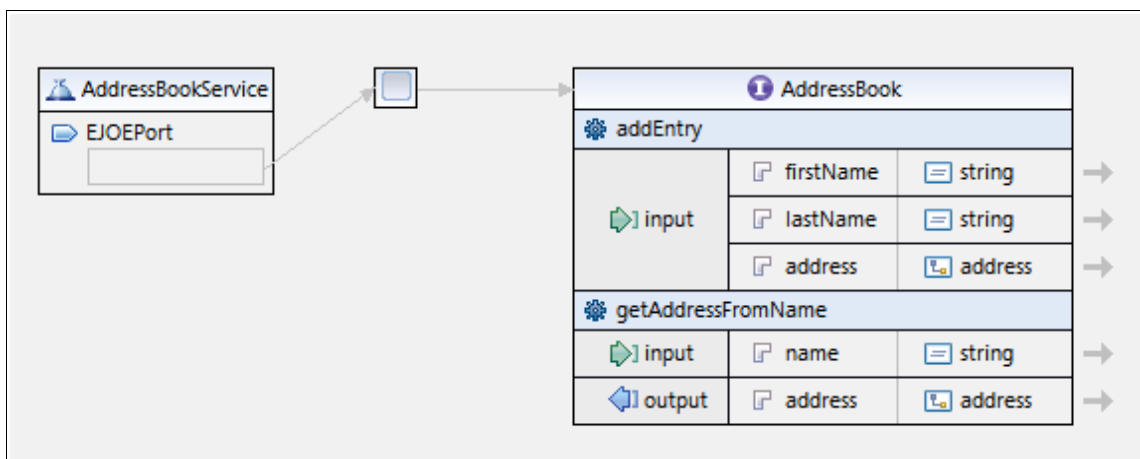 AddressBookService
EJOEPort
AddressBook
addEntry
firstName string
input lastName string
address address
getAddressFromName
input name string
output address address